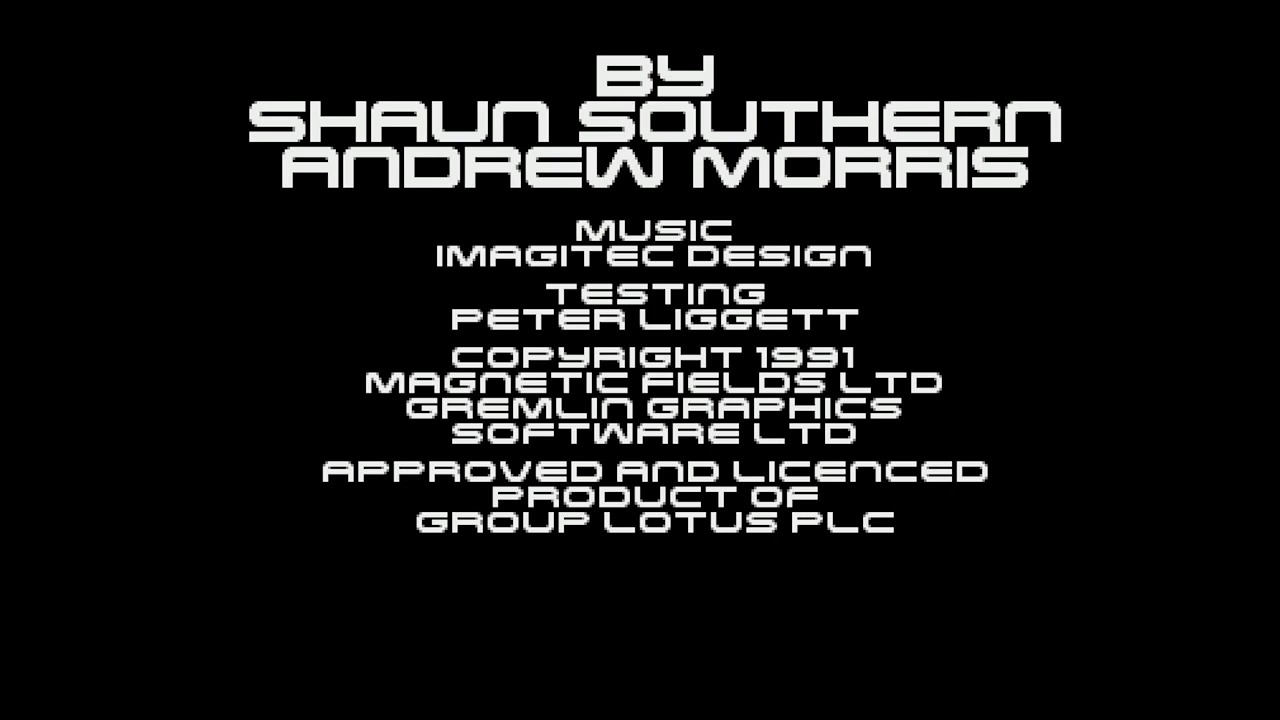 BY
SHAUN SOUTHERN
ANDREW MORRIS
MUSIC
IMAGITEC DESIGN
TESTING
PETER LIGGETT
COPYRIGHT 1991
MAGNETIC FIELDS LTD
GREMLIN GRAPHICS
SOFTWARE LTD
APPROVED AND LICENCED
PRODUCT OF
GROUP LOTUS PLC